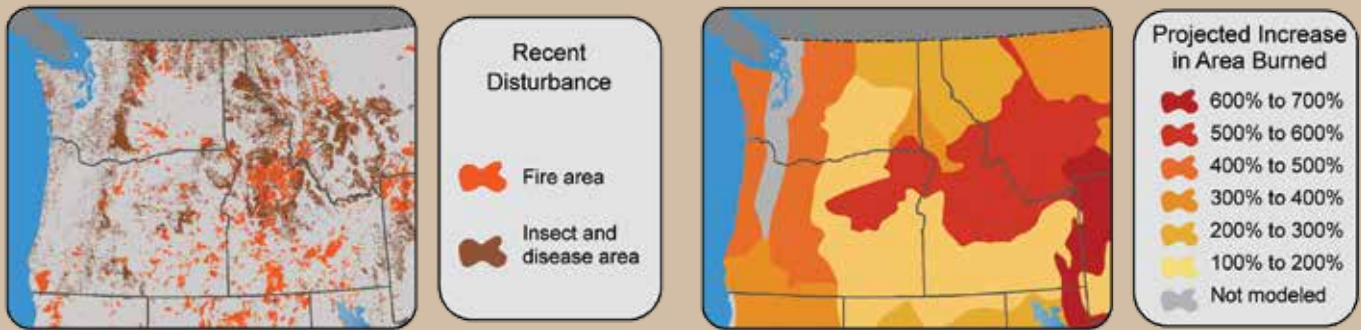 Recent
Disturbance
Fire area
Insect and
disease area
Projected Increase
in Area Burned
600% to 700%
500% to 600%
400% to 500%
300% to 400%
200% to 300%
100% to 200%
Not modeled